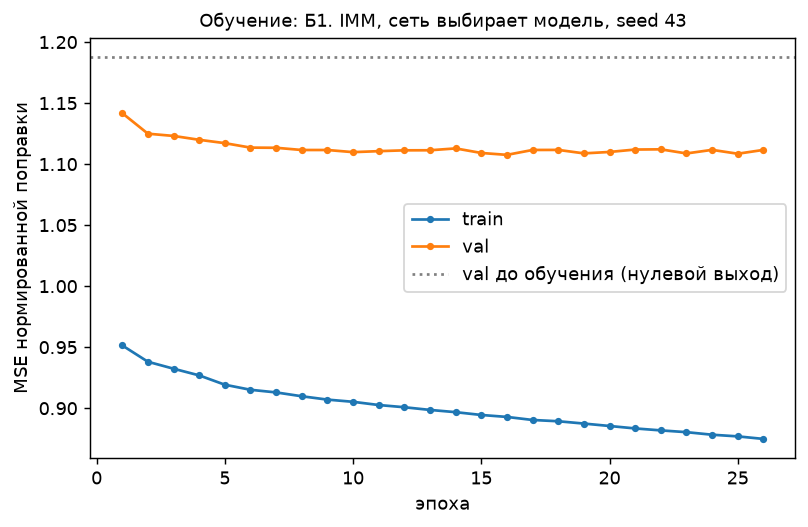 Обучение: Б1. IMM, сеть выбирает модель, seed 43
MSE нормированной поправки
1.20
1.15
1.10
1.05
1.00
0.95
0.90
train
val
val до обучения (нулевой выход)
0
5
10
15
20
25
эпоха